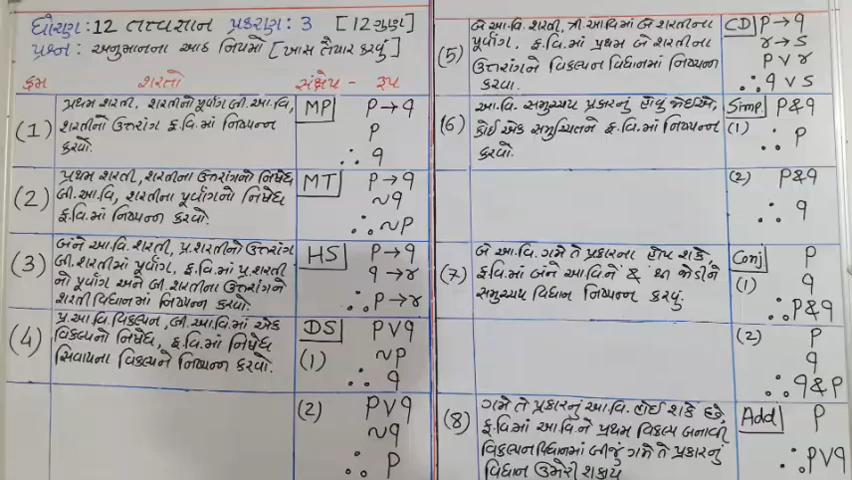 ધોરણ: 12 તત્વજ્ઞાન પ્રકરણ: 3 [12 ગુણ]
પ્રશ્ન: અનુમાનના આઠ નિયમો [ખાસ તૈયાર કરવું]
ક્રમ શરતો સંક્ષેપ - રૂપ
(1) પ્રથમ શરતી, શરતીનો પૂર્વાંગ બી.આ.વિ, MP P→q
શરતીનો ઉત્તરાંગ ફ.વિ.માં નિષ્પન્ન P
કરવો. ∴ q
(2) પ્રથમ શરતી, શરતીના ઉત્તરાંગનો નિષેધ MT P→q
બી.આ.વિ, શરતીના પૂર્વાંગનો નિષેધ ~q
ફ.વિ.માં નિષ્પન્ન કરવો. ∴ ~P
(3) બંને આ.વિ. શરતી, પ્ર.શરતીનો ઉત્તરાંગ HS P→q
બી.શરતીમાં પૂર્વાંગ, ફ.વિ.માં પ્ર.શરતી q→r
નો પૂર્વાંગ અને બી.શરતીના ઉત્તરાંગને
શરતી વિધાનમાં નિષ્પન્ન કરવો. ∴ P→r
(4) પ્ર.આ.વિ.વિકલ્પન, બી.આ.વિ.માં એક DS PVq
વિકલ્પનો નિષેધ, ફ.વિ.માં નિષેધ (1) ~P
સિવાયના વિકલ્પને નિષ્પન્ન કરવો. ∴ q
(2) PVq
~q
∴ P
(5) બે આ.વિ. શરતી, ત્રી.આ.વિમાં બે શરતીના CD P→q
પૂર્વાંગ, ફ.વિ.માં પ્રથમ બે શરતીના r→s
ઉત્તરાંગને વિકલ્પન વિધાનમાં નિષ્પન્ન PVr
કરવા. ∴ qVs
(6) આ.વિ. સમુચ્ચય પ્રકારનું હોવું જોઈએ, Simp P&q
કોઈ એક સમુચ્ચિતને ફ.વિ.માં નિષ્પન્ન (1) ∴ P
કરવો.
(2) P&q
∴ q
(7) બે આ.વિ. ગમે તે પ્રકારના હોય શકે, Conj P
ફ.વિ.માં બંને આ.વિ.ને & થી જોડીને (1) q
સમુચ્ચય વિધાન નિષ્પન્ન કરવું. ∴ P&q
(2) P
q
∴ q&P
(8) ગમે તે પ્રકારનું આ.વિ. હોઈ શકે છે, Add P
ફ.વિ.માં આ.વિ.ને પ્રથમ વિકલ્પ બનાવી
વિકલ્પન વિધાનમાં બીજું ગમે તે પ્રકારનું ∴ PVq
વિધાન ઉમેરી શકાય